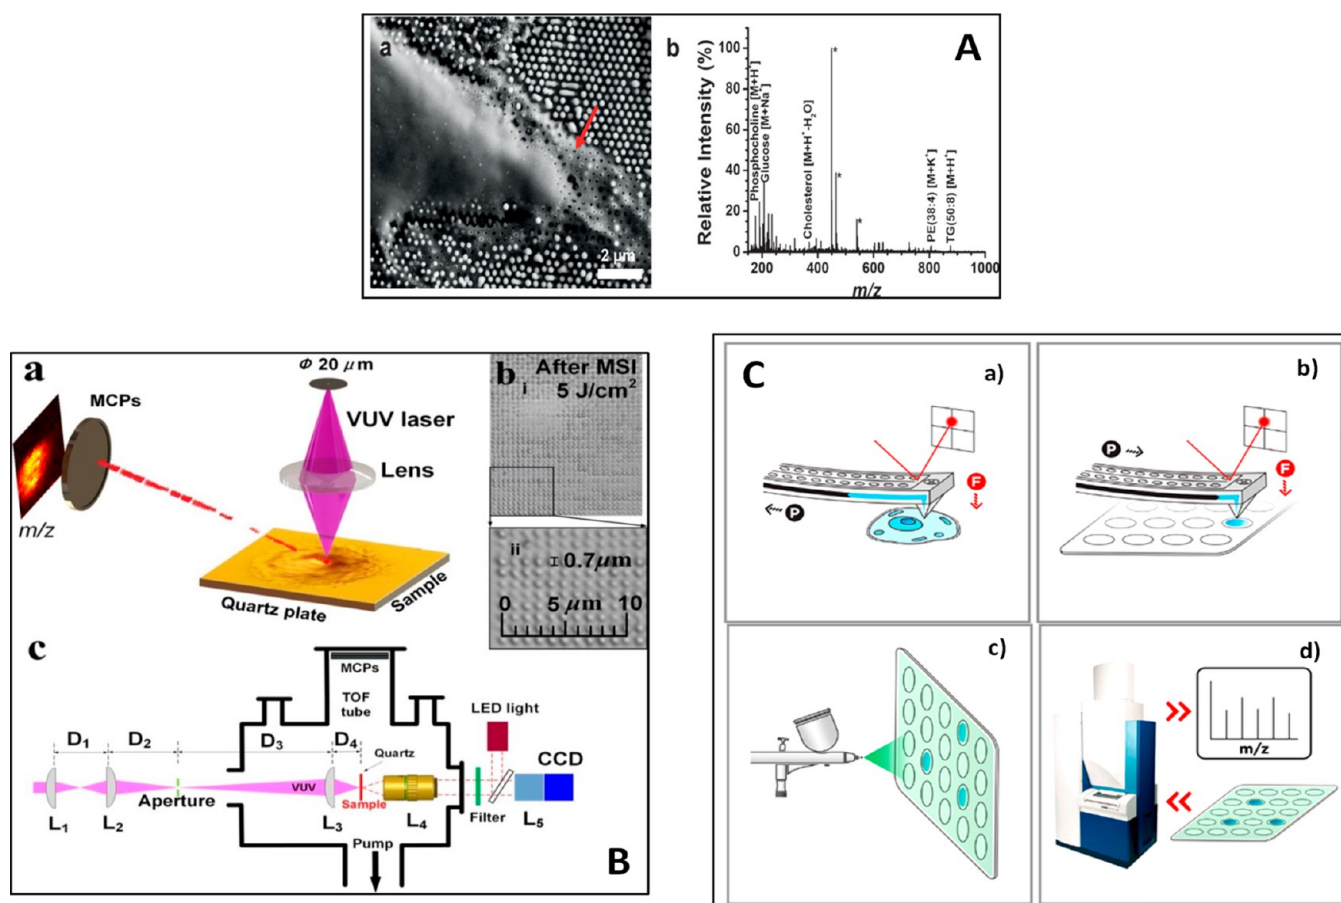 A
a
2 μm
b
Relative Intensity (%)
100
80
60
40
20
0
Phosphocholine [M+H⁺]
Glucose [M+Na⁺]
Cholesterol [M+H⁺-H₂O]
*
*
*
PE(38:4) [M+K⁺]
TG(50:8) [M+H⁺]
200 400 600 800 1000
m/z
B
a
Φ 20 μm
MCPs
VUV laser
Lens
m/z
Quartz plate
Sample
b
After MSI
i
5 J/cm²
ii
0.7μm
0 5 μm 10
c
MCPs
TOF
tube
LED light
D₁ D₂ D₃ D₄
Quartz
CCD
VUV
Aperture
Sample
L₁ L₂ L₃ L₄ Filter L₅
Pump
C
a)
F
P
b)
P
F
c)
d)
m/z